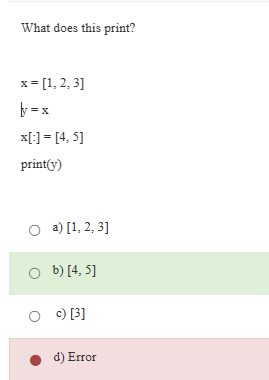 What does this print?
x = [1, 2, 3]
y = x
x[:] = [4, 5]
print(y)
a) [1, 2, 3]
b) [4, 5]
c) [3]
d) Error